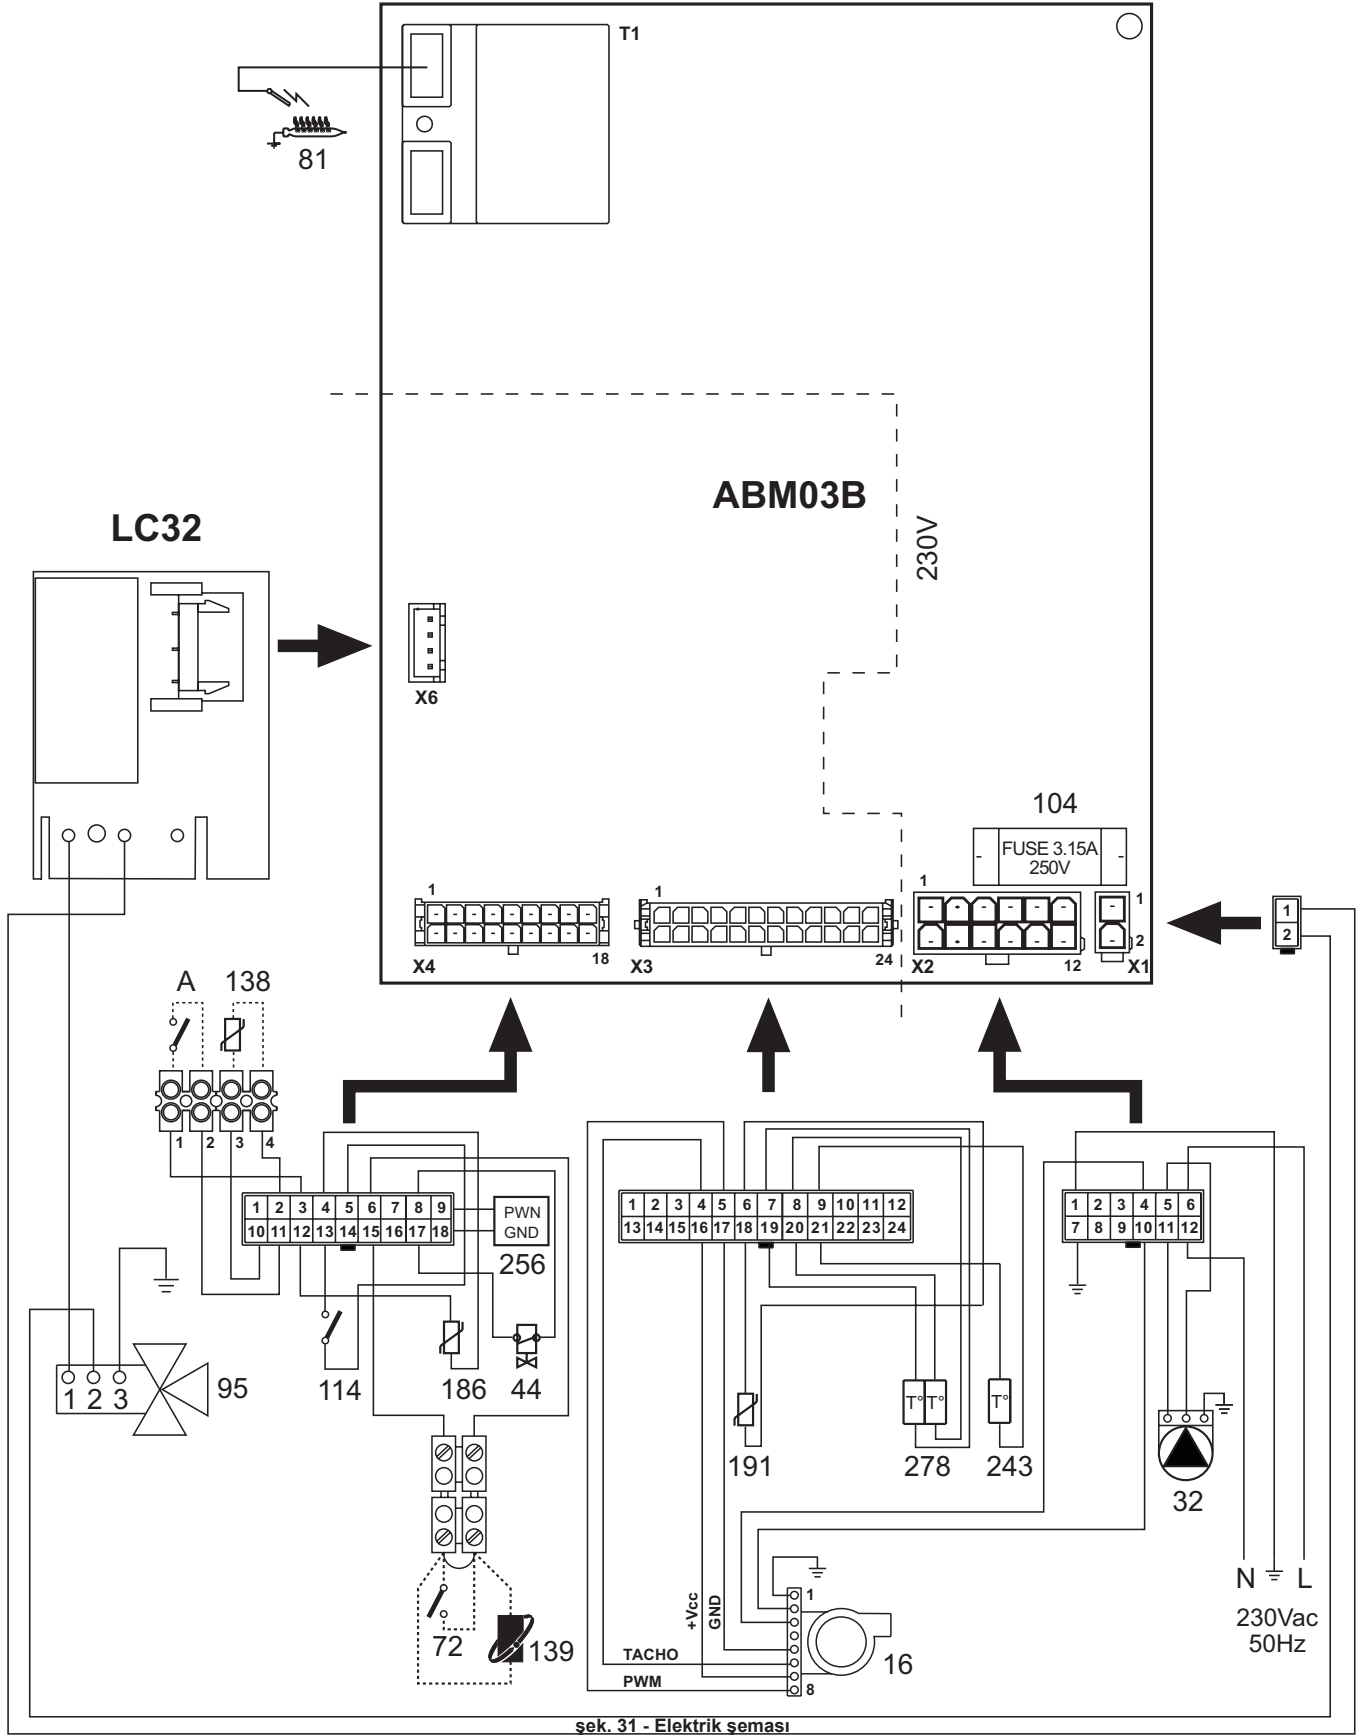 T1
81
ABM03B
230V
LC32
X6
104
FUSE 3.15A
250V
1
1
1
1
1
2
18
24
12
2
X4
X3
X2
X1
A
138
1
2
3
4
1 2 3 4 5 6 7 8 9
10 11 12 13 14 15 16 17 18
PWN
GND
256
1 2 3 4 5 6 7 8 9 10 11 12
13 14 15 16 17 18 19 20 21 22 23 24
1 2 3 4 5 6
7 8 9 10 11 12
1 2 3
95
114
186
44
191
278
T°
T°
243
T°
32
N
L
230Vac
50Hz
72
139
+Vcc
GND
TACHO
PWM
1
8
16
şek. 31 - Elektrik şeması